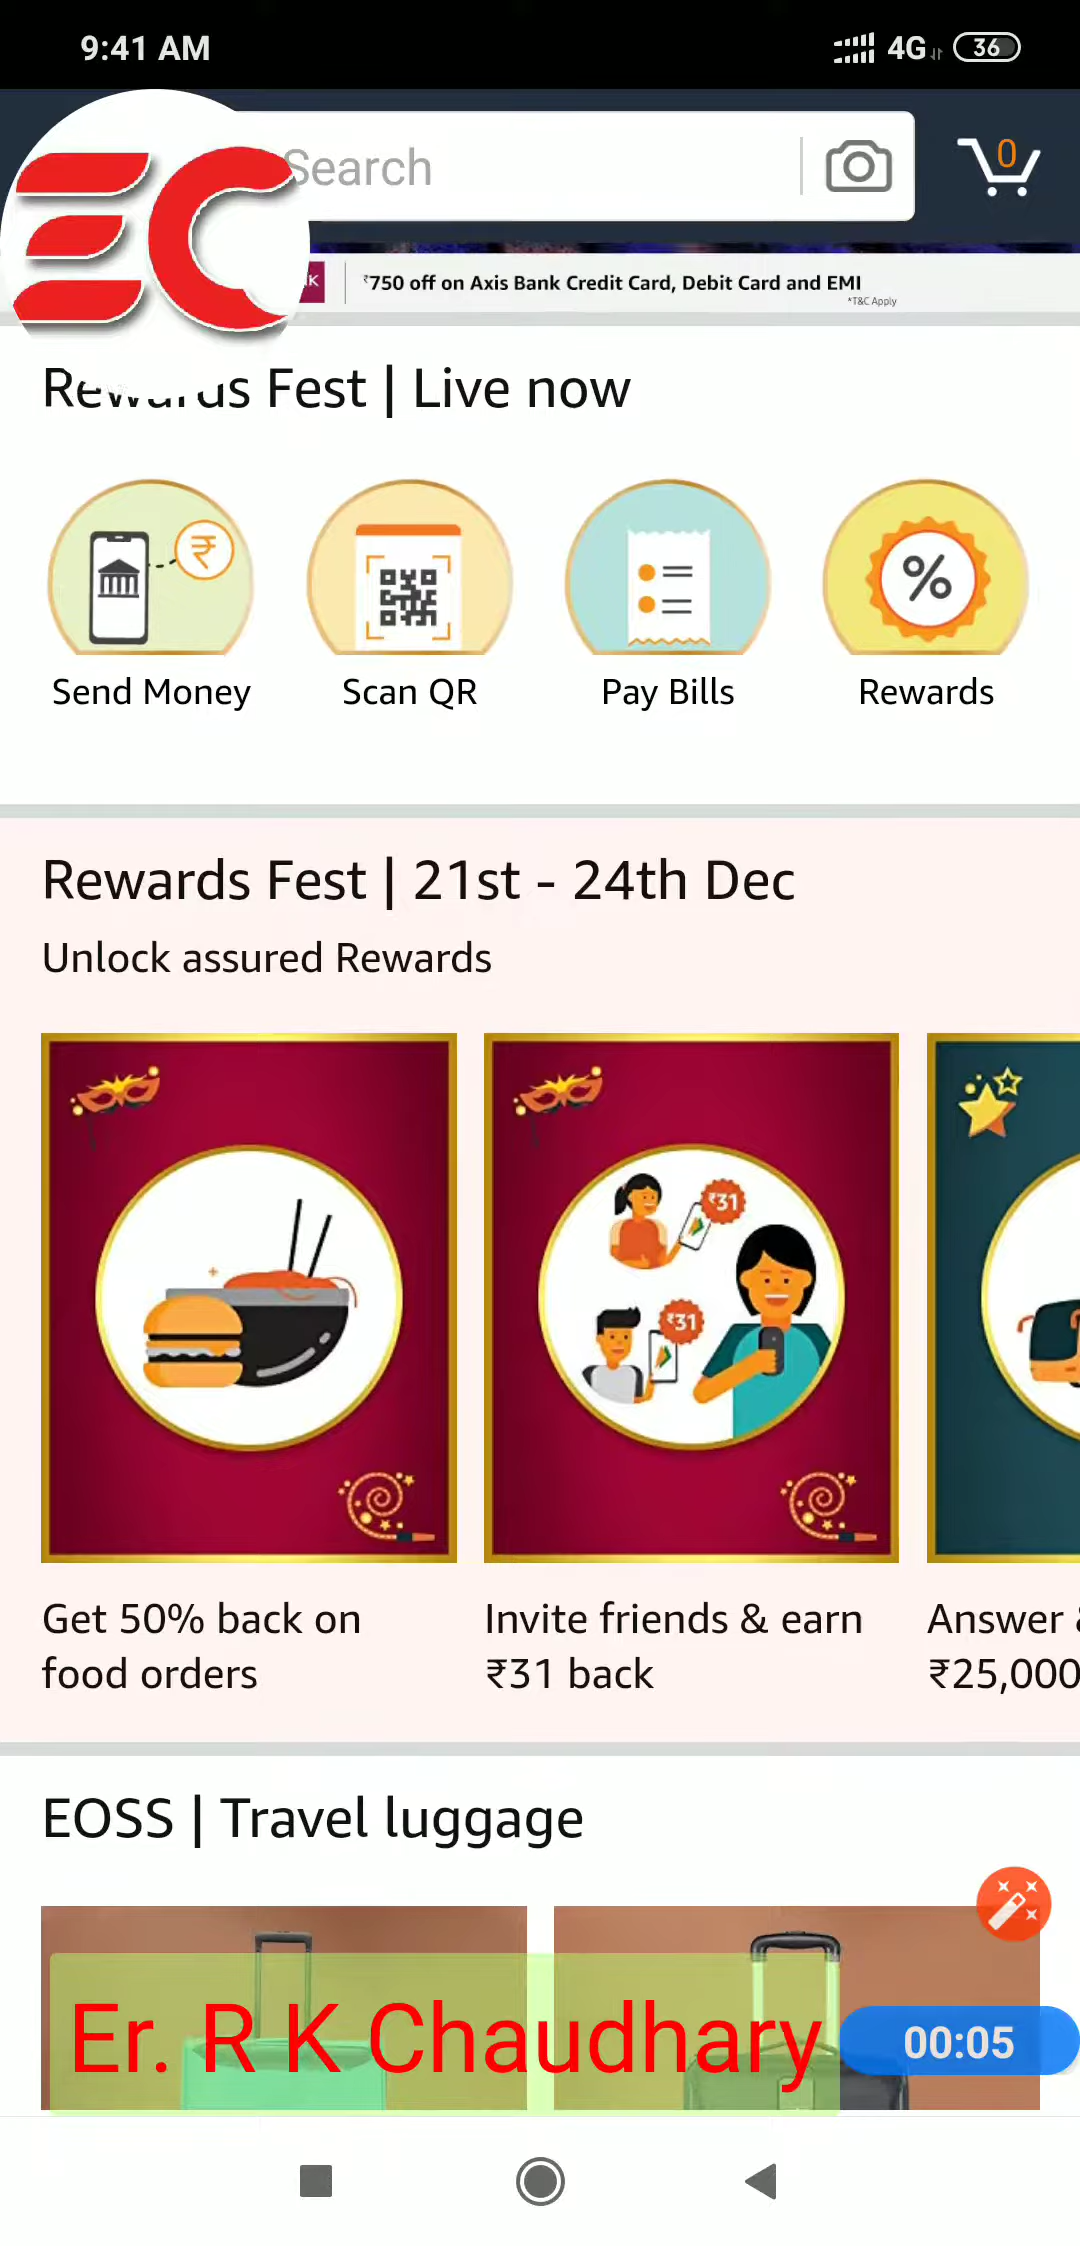 9:41 AM
4G
36
EC
Search
0
K
₹750 off on Axis Bank Credit Card, Debit Card and EMI
*T&C Apply
Rewards Fest | Live now
₹
%
Send Money
Scan QR
Pay Bills
Rewards
Rewards Fest | 21st - 24th Dec
Unlock assured Rewards
₹31
₹31
Get 50% back on
food orders
Invite friends & earn
₹31 back
Answer &
₹25,000
EOSS | Travel luggage
Er. R K Chaudhary
00:05